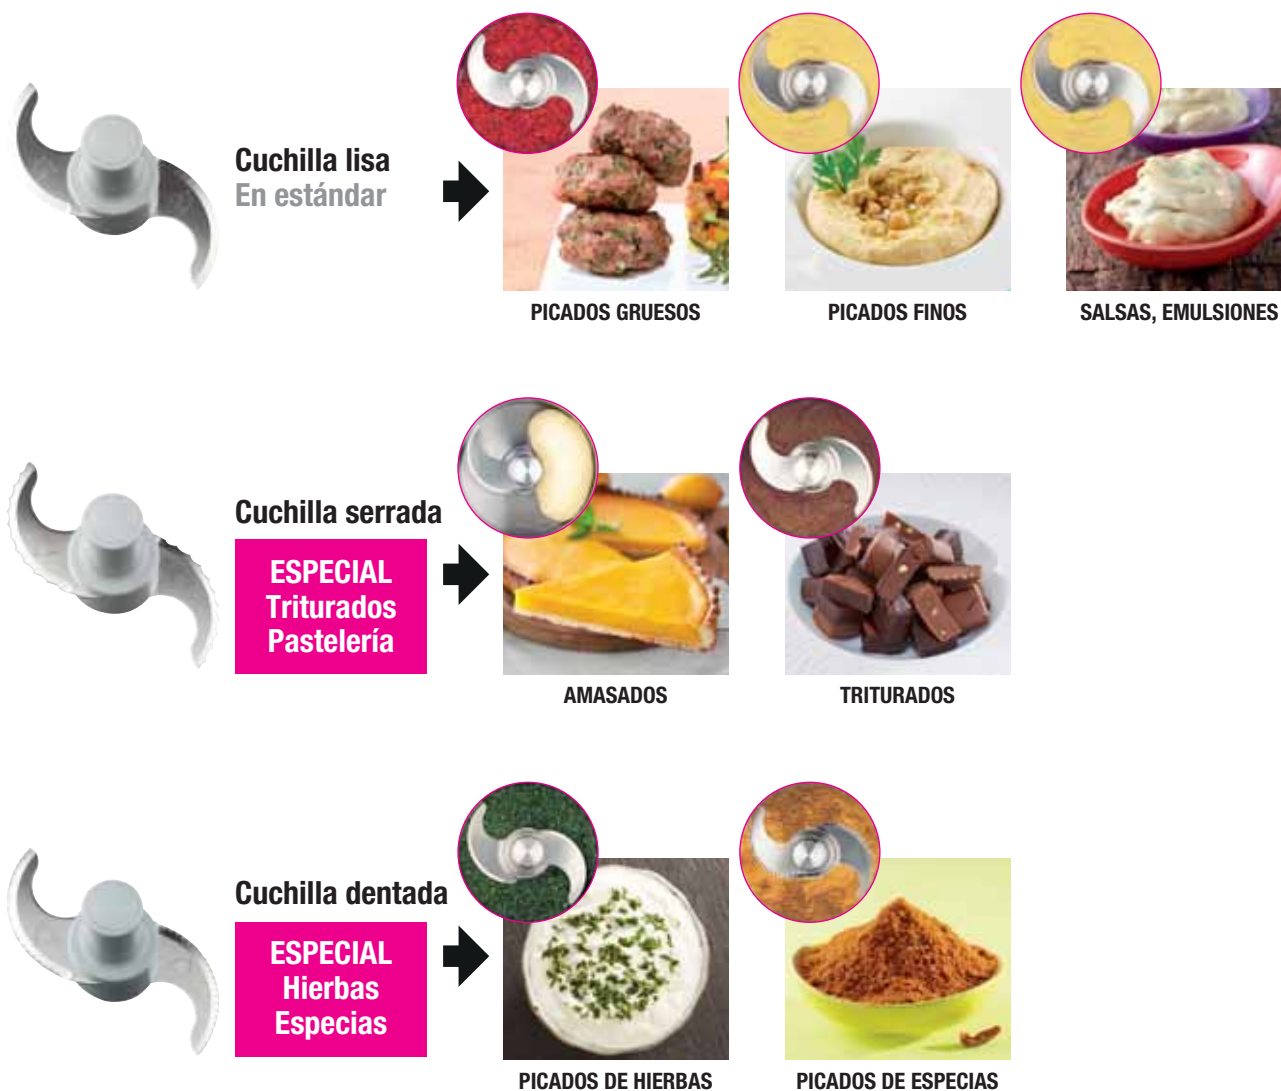 Cuchilla lisa
En estándar
PICADOS GRUESOS
PICADOS FINOS
SALSAS, EMULSIONES
Cuchilla serrada
ESPECIAL
Triturados
Pastelería
AMASADOS
TRITURADOS
Cuchilla dentada
ESPECIAL
Hierbas
Especias
PICADOS DE HIERBAS
PICADOS DE ESPECIAS